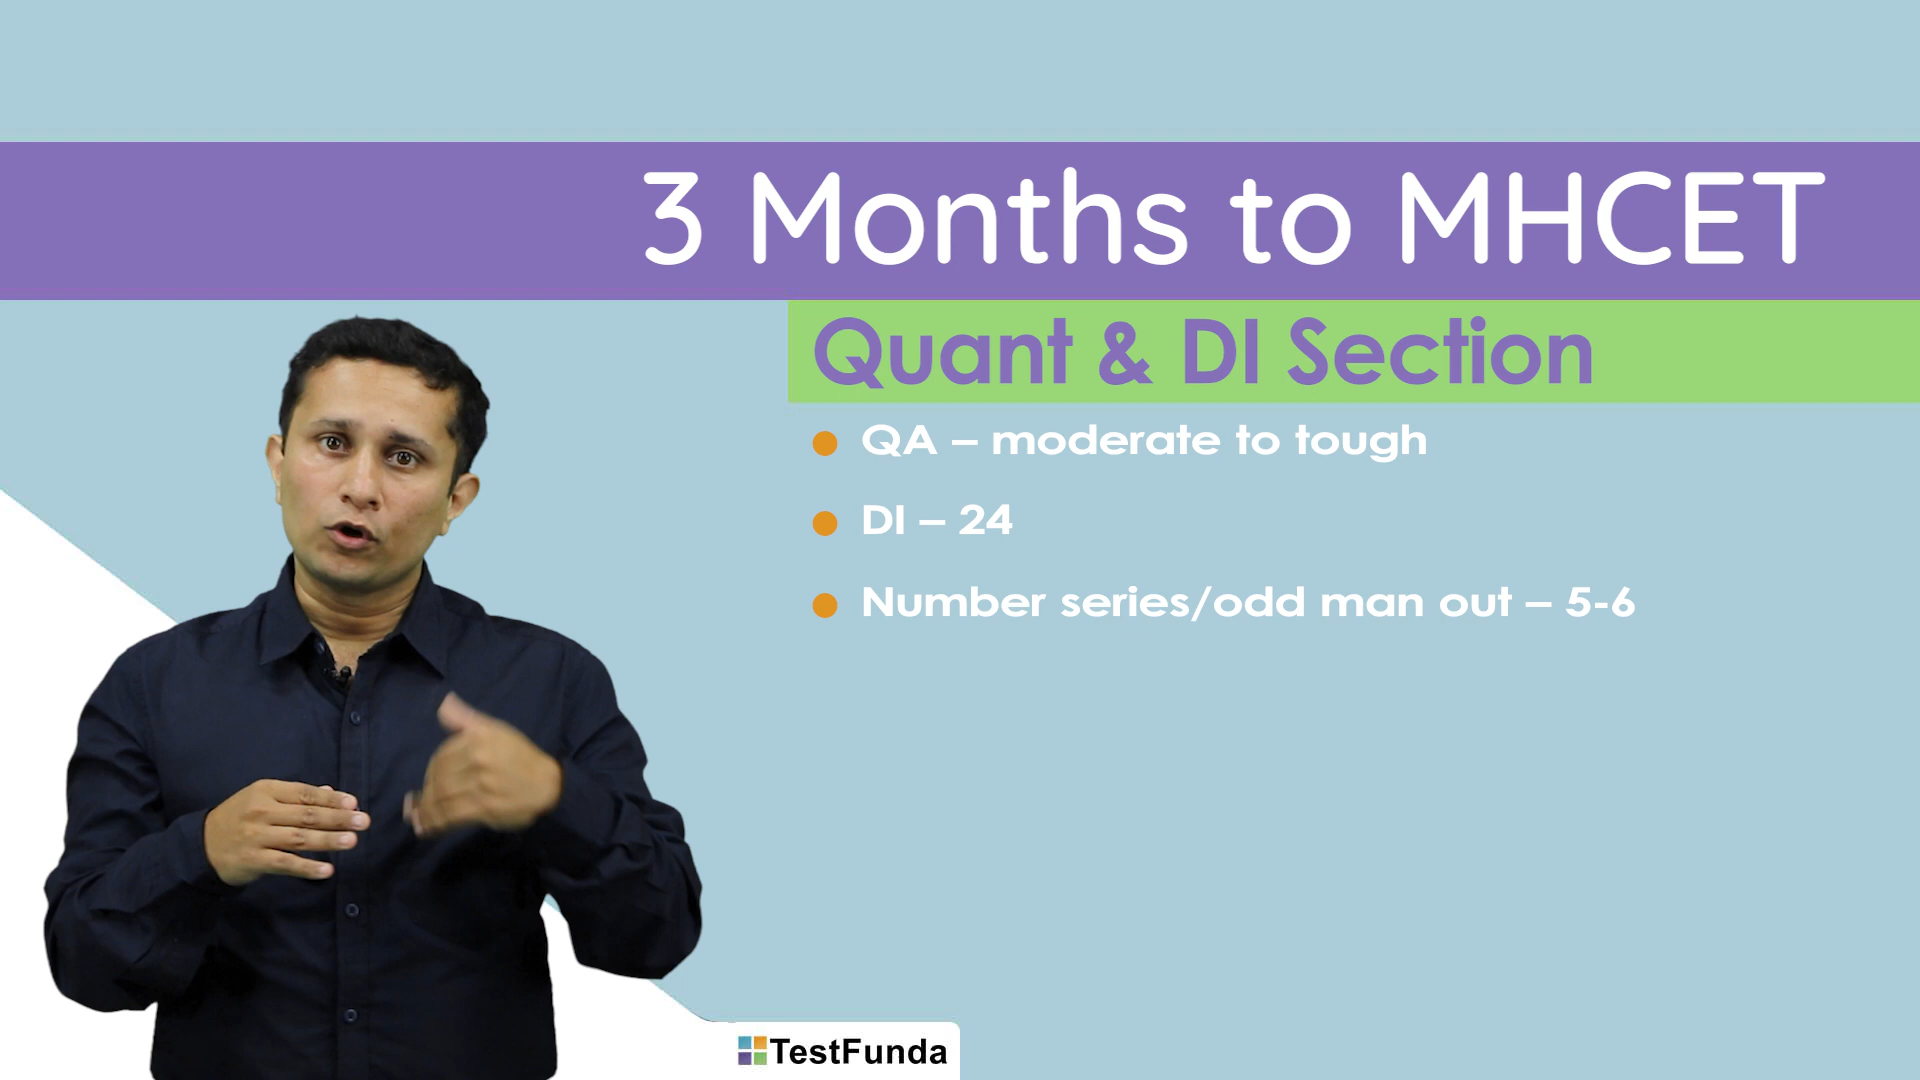 3 Months to MHCET
Quant & DI Section
QA – moderate to tough
DI – 24
Number series/odd man out – 5-6
TestFunda